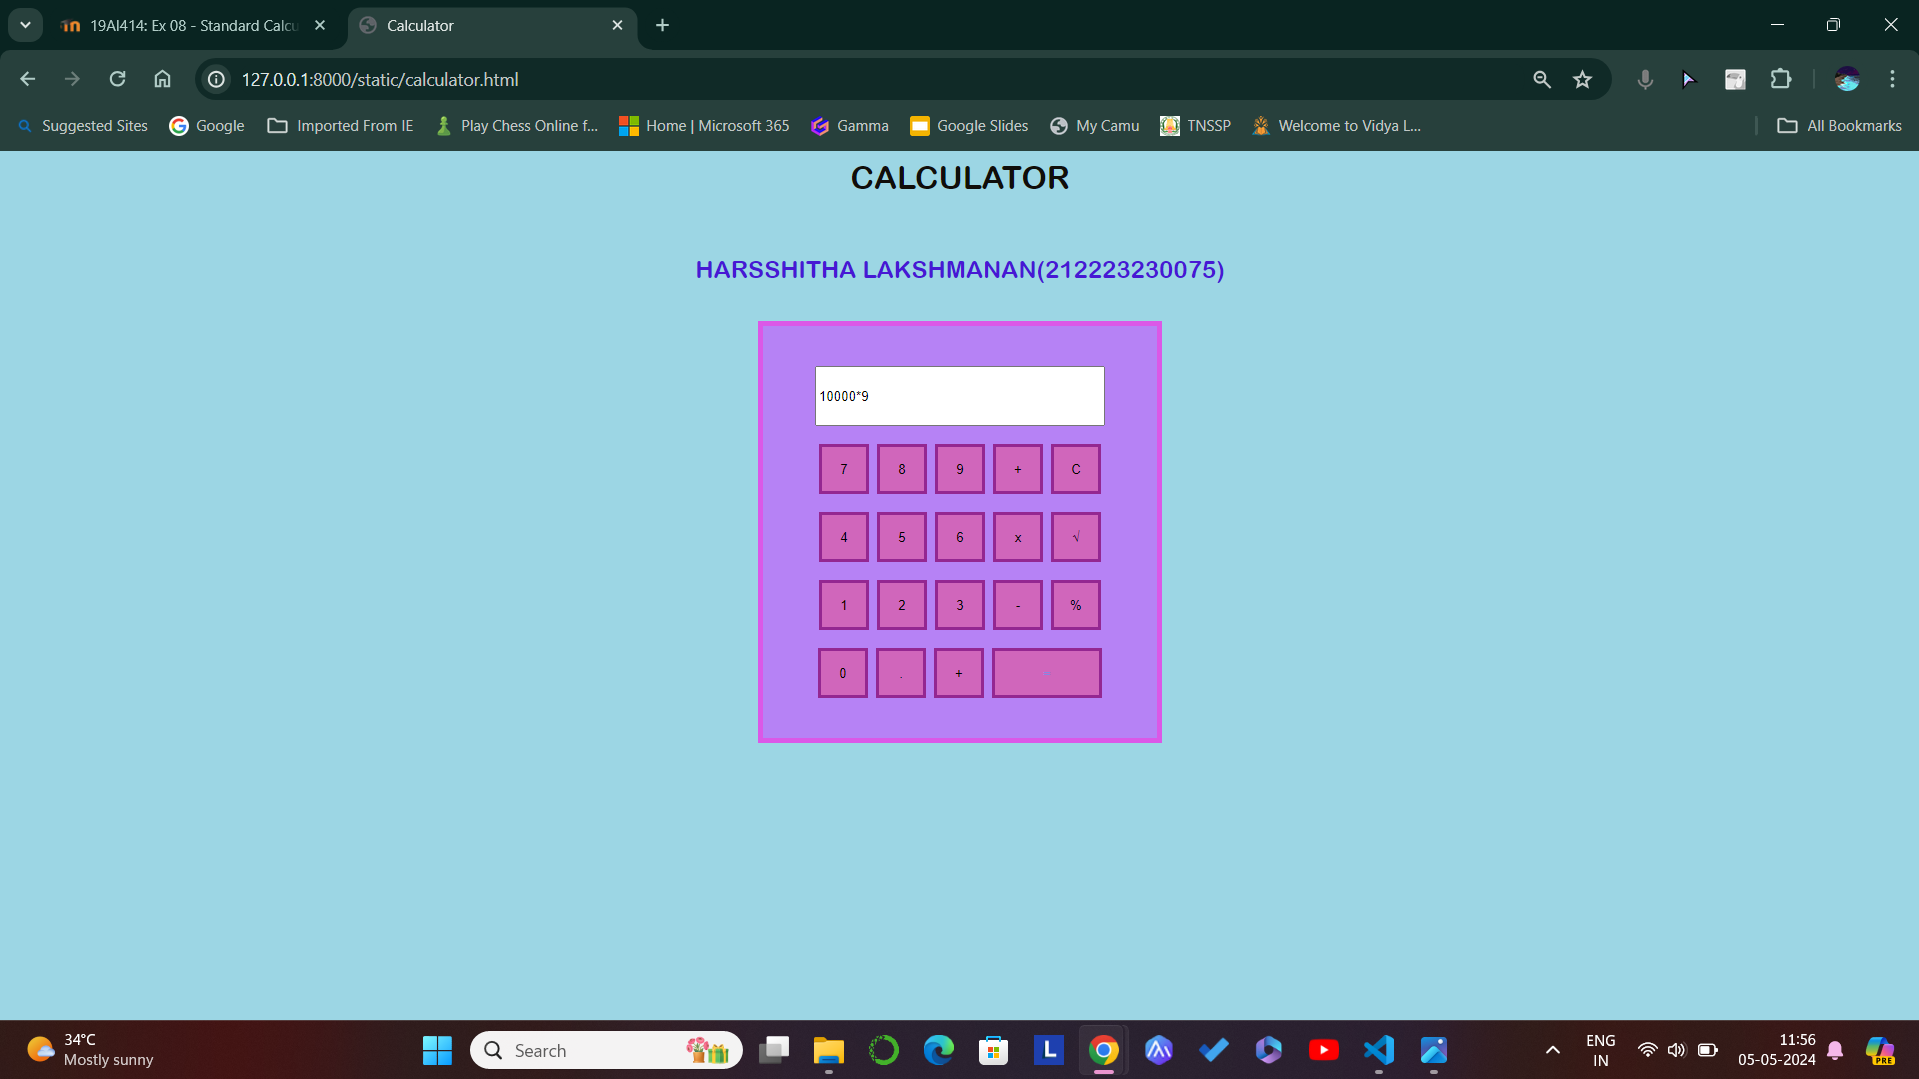 19AI414: Ex 08 - Standard Calcu
Calculator
127.0.0.1:8000/static/calculator.html
Suggested Sites
Google
Imported From IE
Play Chess Online f...
Home | Microsoft 365
Gamma
Google Slides
My Camu
TNSSP
Welcome to Vidya L...
All Bookmarks
CALCULATOR
HARSSHITHA LAKSHMANAN(212223230075)
10000*9
7 8 9 + C
4 5 6 x √
1 2 3 - %
0 . + =
34°C
Mostly sunny
Search
L
ENG
IN
11:56
05-05-2024
PRE